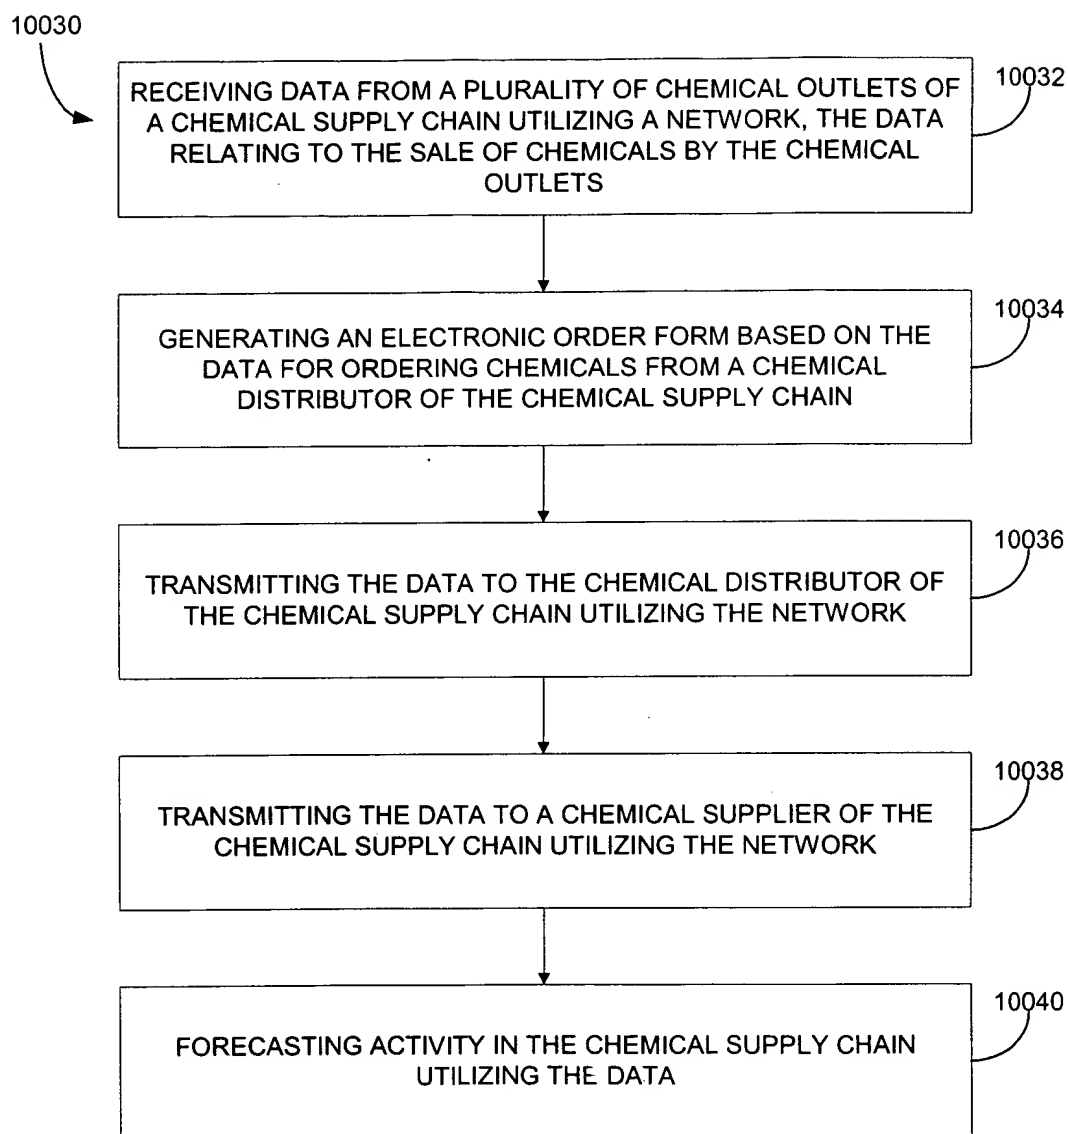 10030
10032
RECEIVING DATA FROM A PLURALITY OF CHEMICAL OUTLETS OF
A CHEMICAL SUPPLY CHAIN UTILIZING A NETWORK, THE DATA
RELATING TO THE SALE OF CHEMICALS BY THE CHEMICAL
OUTLETS
10034
GENERATING AN ELECTRONIC ORDER FORM BASED ON THE
DATA FOR ORDERING CHEMICALS FROM A CHEMICAL
DISTRIBUTOR OF THE CHEMICAL SUPPLY CHAIN
10036
TRANSMITTING THE DATA TO THE CHEMICAL DISTRIBUTOR OF
THE CHEMICAL SUPPLY CHAIN UTILIZING THE NETWORK
10038
TRANSMITTING THE DATA TO A CHEMICAL SUPPLIER OF THE
CHEMICAL SUPPLY CHAIN UTILIZING THE NETWORK
10040
FORECASTING ACTIVITY IN THE CHEMICAL SUPPLY CHAIN
UTILIZING THE DATA